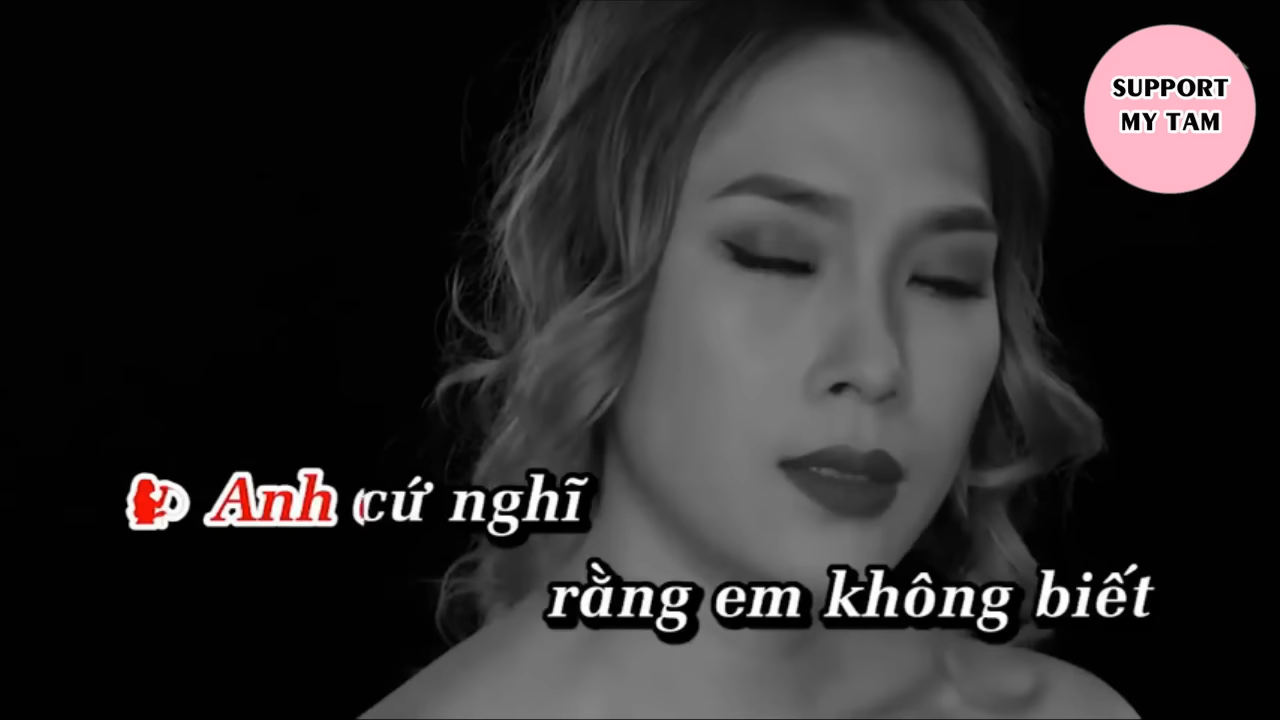 SUPPORT
MY TAM
Anh cứ nghĩ
rằng em không biết